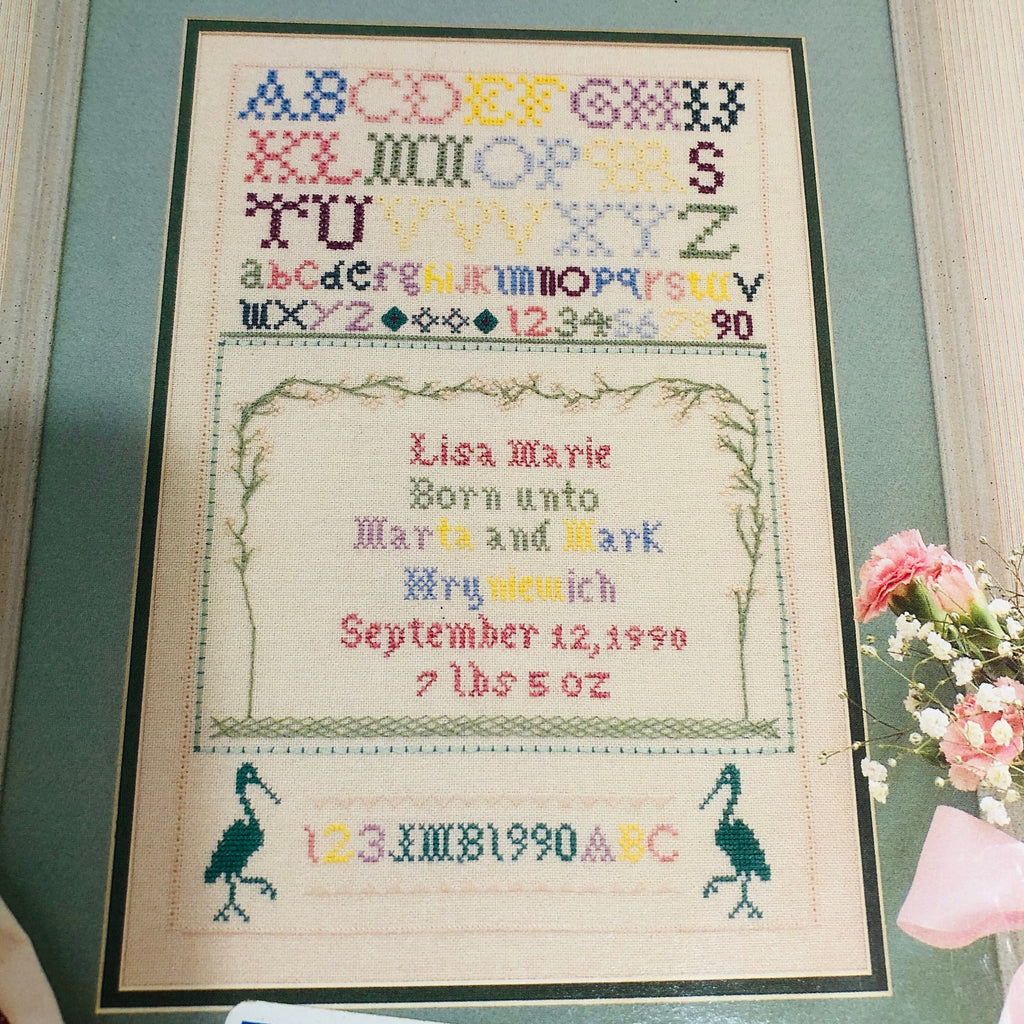 ABCDEFGHIJ
KLMNOPQRS
TUVWXYZ
abcdefghijklmnopqrstuv
wxyz 1234567890
Lisa Marie
Born unto
Marta and Mark
Hryniewich
September 12, 1990
7 lbs 5 oz
123JMB1990ABC